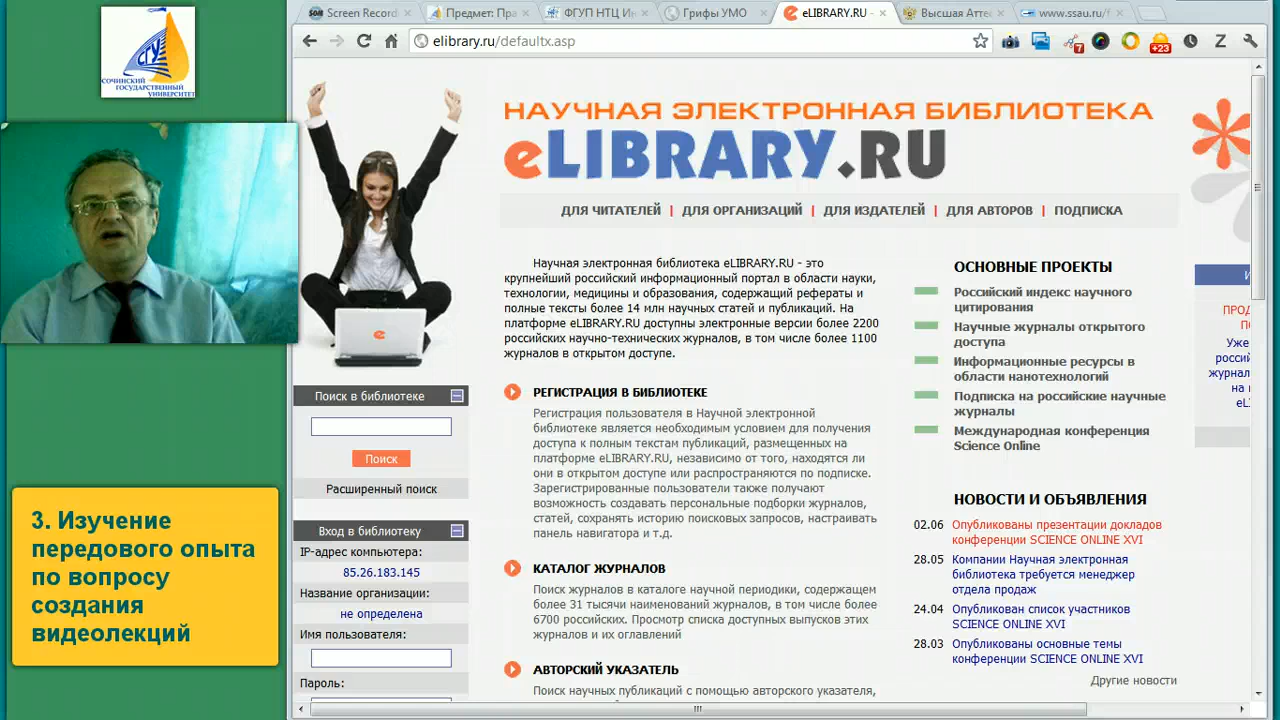 Screen Record
Предмет: Пра
ФГУП НТЦ Ин
Грифы УМО
eLIBRARY.RU -
Высшая Аттес
www.ssau.ru/f
elibrary.ru/defaultx.asp
7
+23
Z
СГУ
СОЧИНСКИЙ
ГОСУДАРСТВЕННЫЙ
УНИВЕРСИТЕТ
3. Изучение
передового опыта
по вопросу
создания
видеолекций
НАУЧНАЯ ЭЛЕКТРОННАЯ БИБЛИОТЕКА
eLIBRARY.RU
ДЛЯ ЧИТАТЕЛЕЙ | ДЛЯ ОРГАНИЗАЦИЙ | ДЛЯ ИЗДАТЕЛЕЙ | ДЛЯ АВТОРОВ | ПОДПИСКА
e
Поиск в библиотеке
Поиск
Расширенный поиск
Вход в библиотеку
IP-адрес компьютера:
85.26.183.145
Название организации:
не определена
Имя пользователя:
Пароль:
Научная электронная библиотека eLIBRARY.RU - это
крупнейший российский информационный портал в области науки,
технологии, медицины и образования, содержащий рефераты и
полные тексты более 14 млн научных статей и публикаций. На
платформе eLIBRARY.RU доступны электронные версии более 2200
российских научно-технических журналов, в том числе более 1100
журналов в открытом доступе.
РЕГИСТРАЦИЯ В БИБЛИОТЕКЕ
Регистрация пользователя в Научной электронной
библиотеке является необходимым условием для получения
доступа к полным текстам публикаций, размещенных на
платформе eLIBRARY.RU, независимо от того, находятся ли
они в открытом доступе или распространяются по подписке.
Зарегистрированные пользователи также получают
возможность создавать персональные подборки журналов,
статей, сохранять историю поисковых запросов, настраивать
панель навигатора и т.д.
КАТАЛОГ ЖУРНАЛОВ
Поиск журналов в каталоге научной периодики, содержащем
более 31 тысячи наименований журналов, в том числе более
6700 российских. Просмотр списка доступных выпусков этих
журналов и их оглавлений
АВТОРСКИЙ УКАЗАТЕЛЬ
Поиск научных публикаций с помощью авторского указателя,
ОСНОВНЫЕ ПРОЕКТЫ
Российский индекс научного
цитирования
Научные журналы открытого
доступа
Информационные ресурсы в
области нанотехнологий
Подписка на российские научные
журналы
Международная конференция
Science Online
НОВОСТИ И ОБЪЯВЛЕНИЯ
02.06 Опубликованы презентации докладов
конференции SCIENCE ONLINE XVI
28.05 Компании Научная электронная
библиотека требуется менеджер
отдела продаж
24.04 Опубликован список участников
SCIENCE ONLINE XVI
28.03 Опубликованы основные темы
конференции SCIENCE ONLINE XVI
Другие новости
И
ПРОД
ПО
Уже
россий
журнал
на
eLI